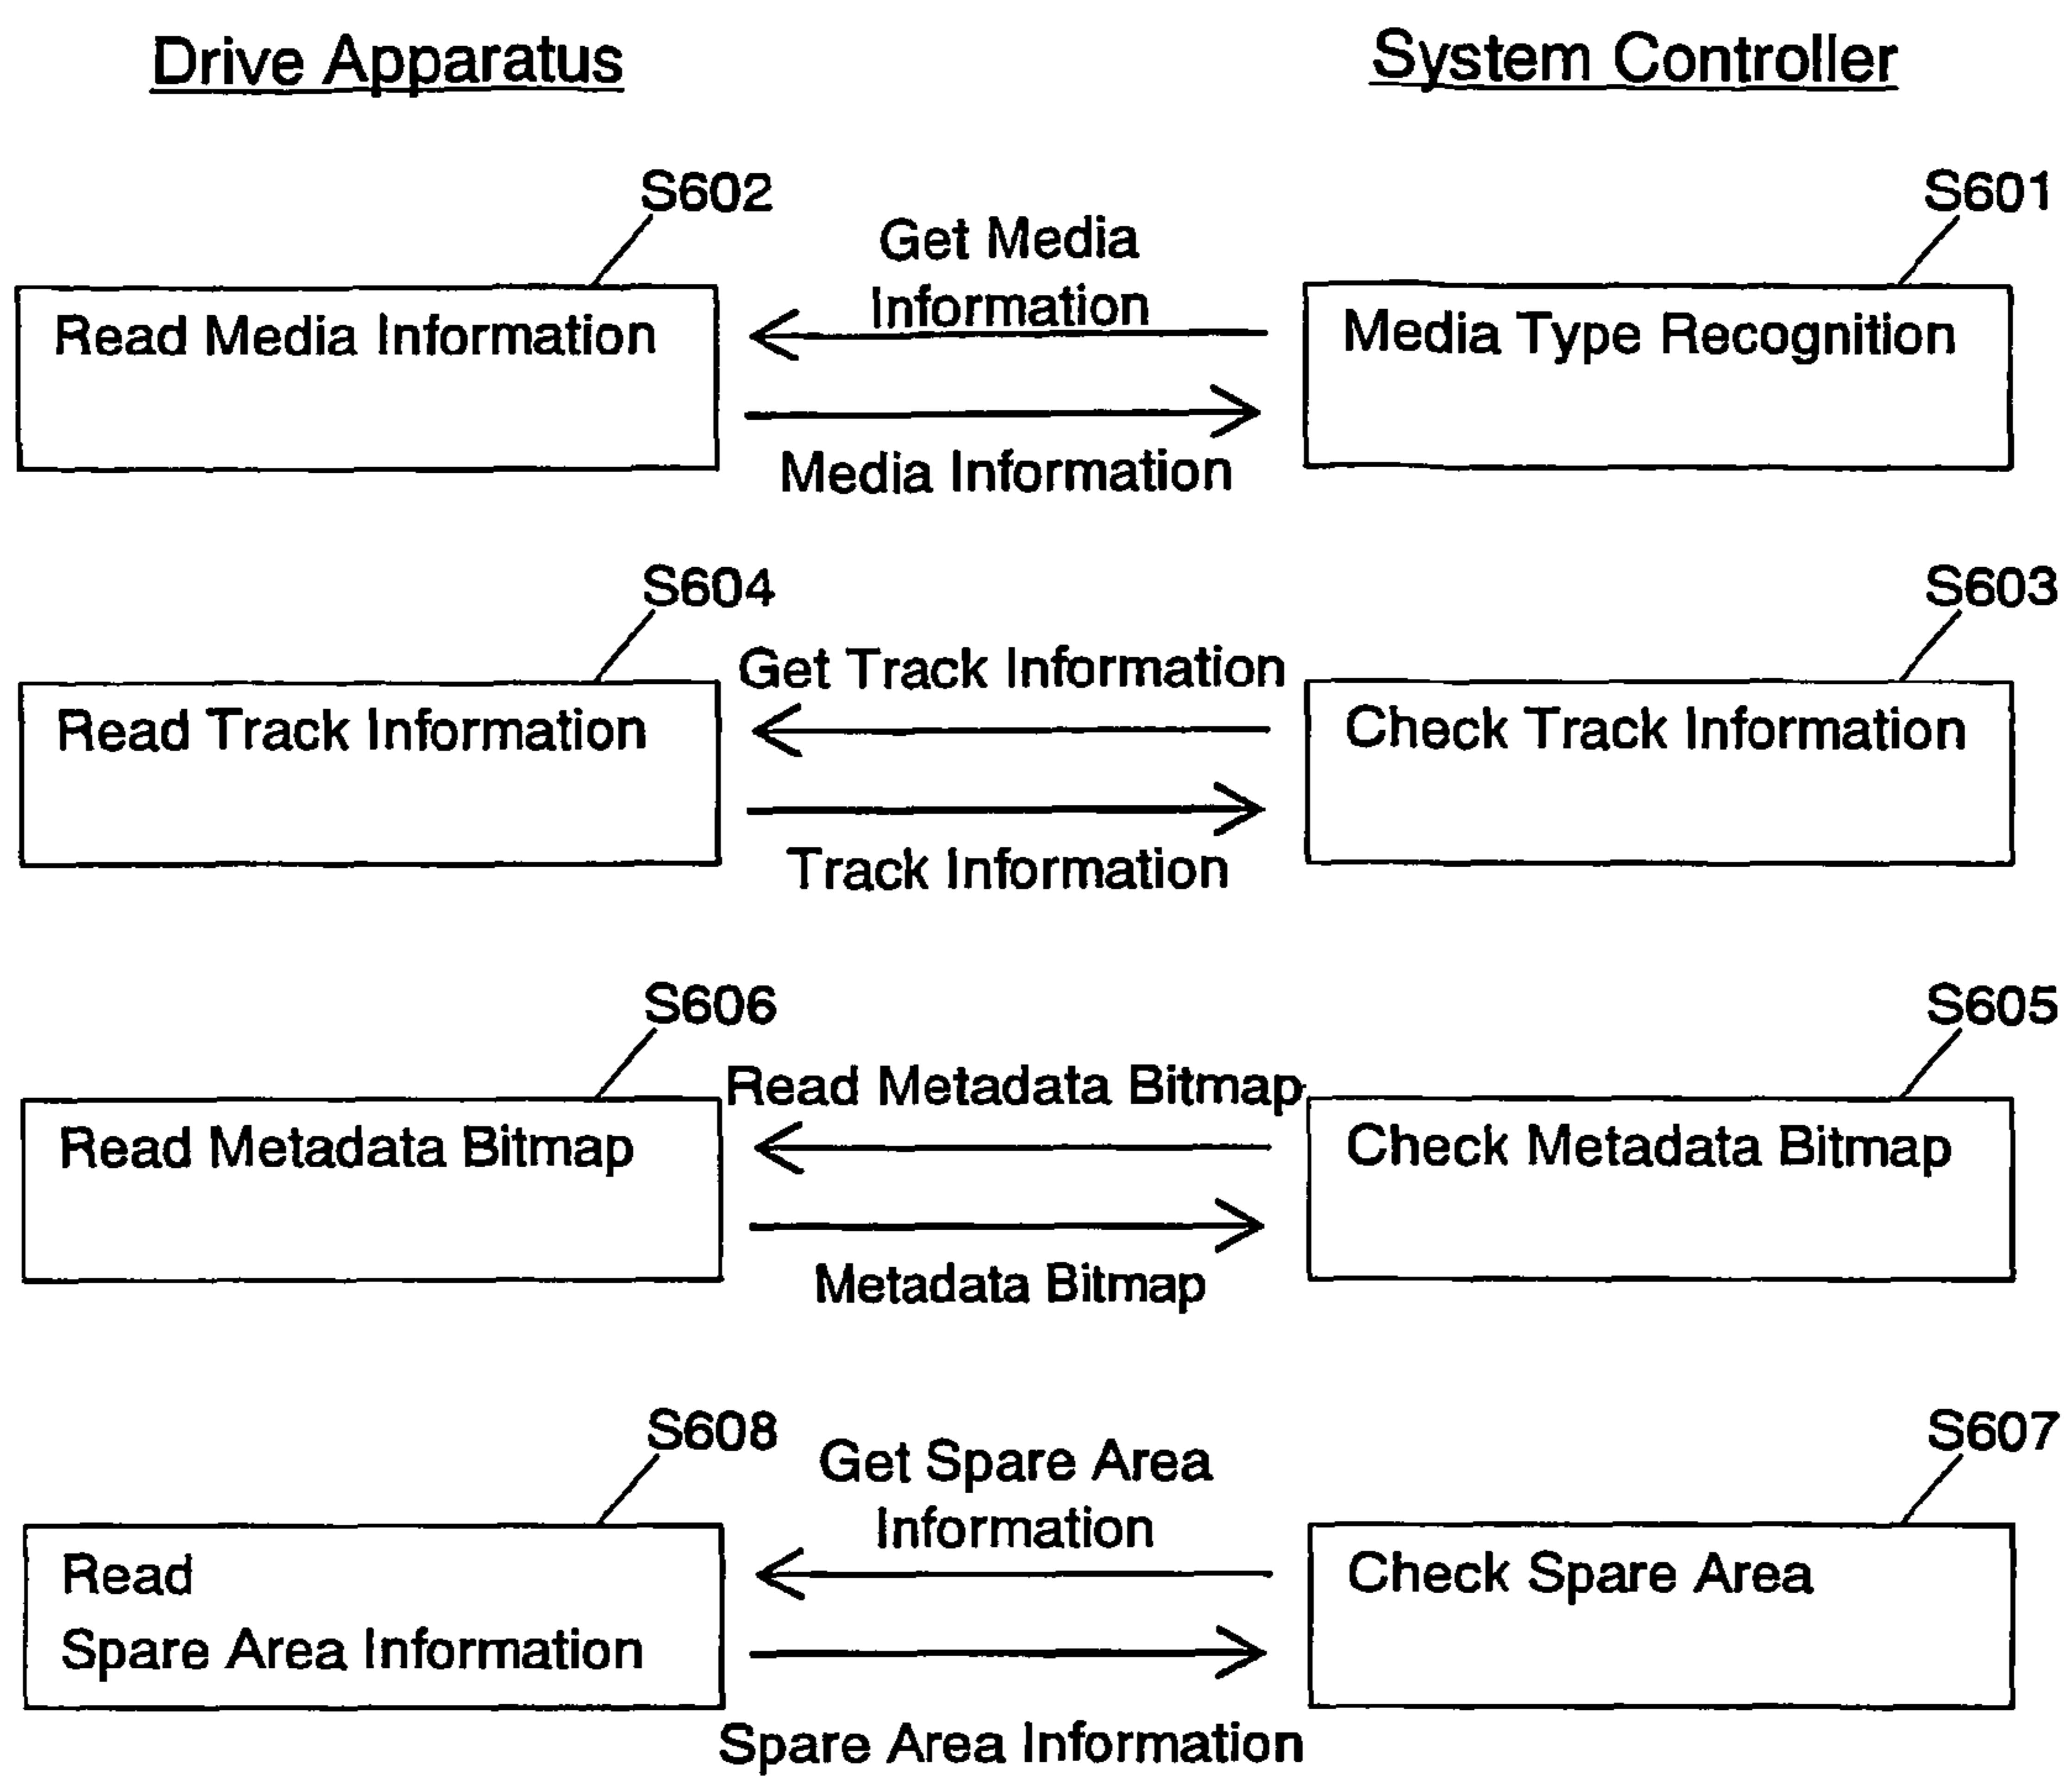 Drive Apparatus
System Controller
S602
S601
Get Media
Information
Read Media Information
Media Type Recognition
Media Information
S604
S603
Get Track Information
Read Track Information
Check Track Information
Track Information
S606
S605
Read Metadata Bitmap
Read Metadata Bitmap
Check Metadata Bitmap
Metadata Bitmap
S608
S607
Get Spare Area
Information
Read
Spare Area Information
Check Spare Area
Spare Area Information